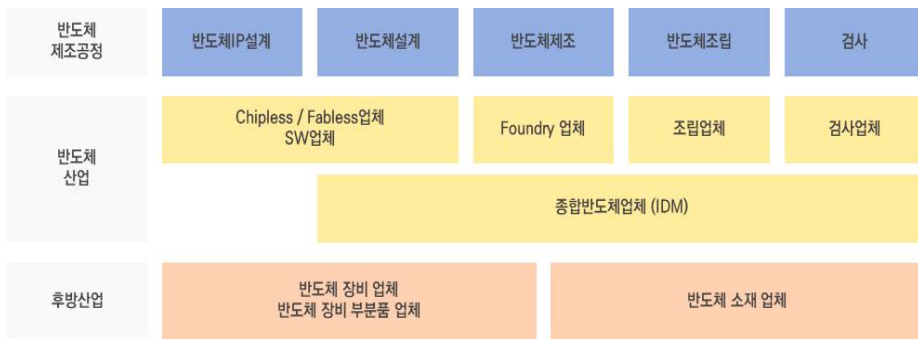 반도체
제조공정
반도체IP설계
반도체설계
반도체제조
반도체조립
검사
반도체
산업
Chipless / Fabless업체
SW업체
Foundry 업체
조립업체
검사업체
종합반도체업체 (IDM)
후방산업
반도체 장비 업체
반도체 장비 부분품 업체
반도체 소재 업체